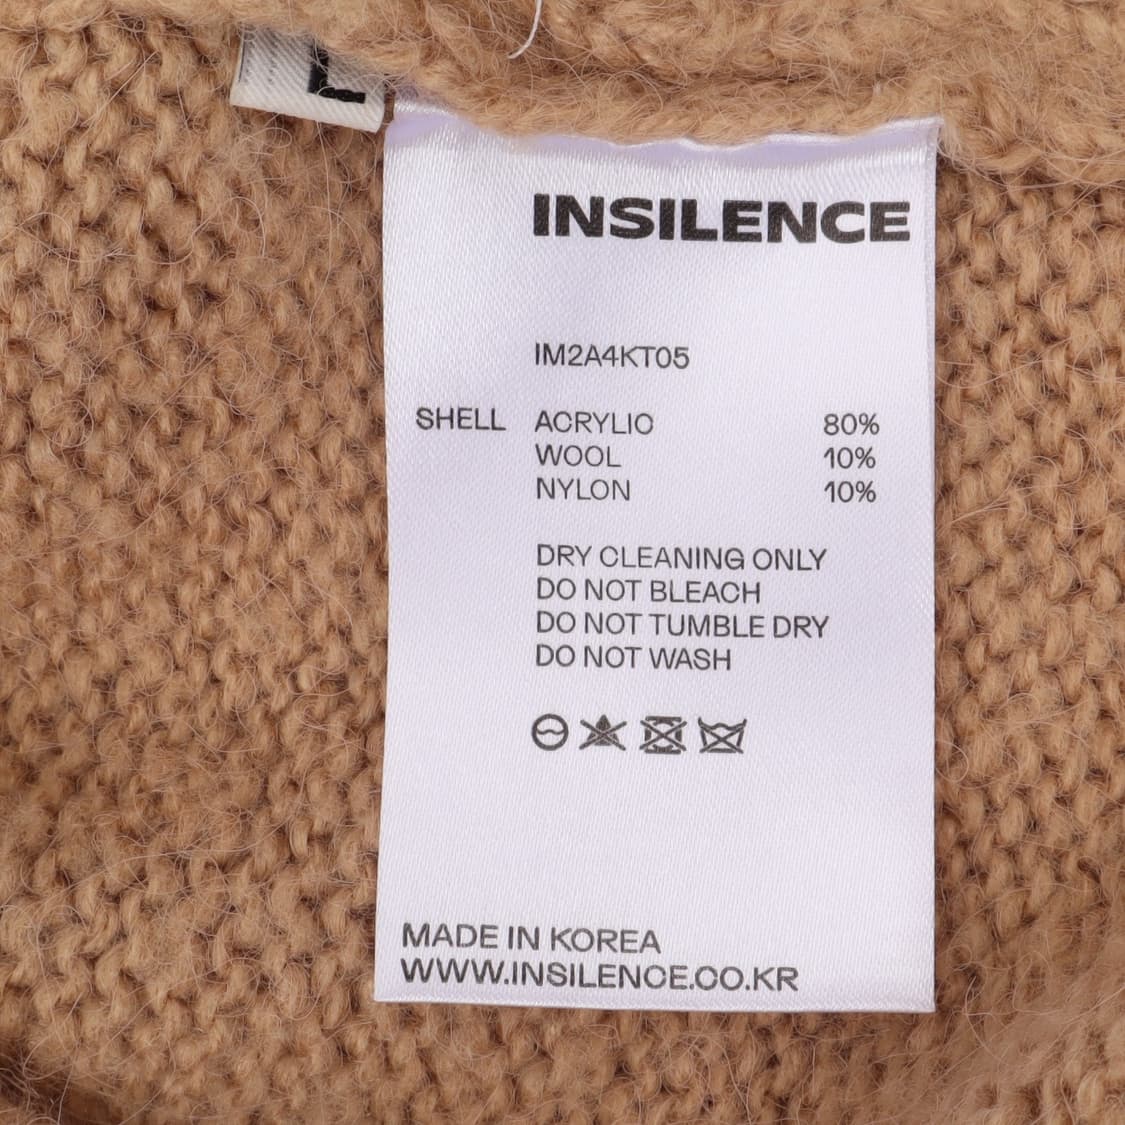 L
INSILENCE
IM2A4KT05
SHELL ACRYLIC 80%
WOOL 10%
NYLON 10%
DRY CLEANING ONLY
DO NOT BLEACH
DO NOT TUMBLE DRY
DO NOT WASH
MADE IN KOREA
WWW.INSILENCE.CO.KR